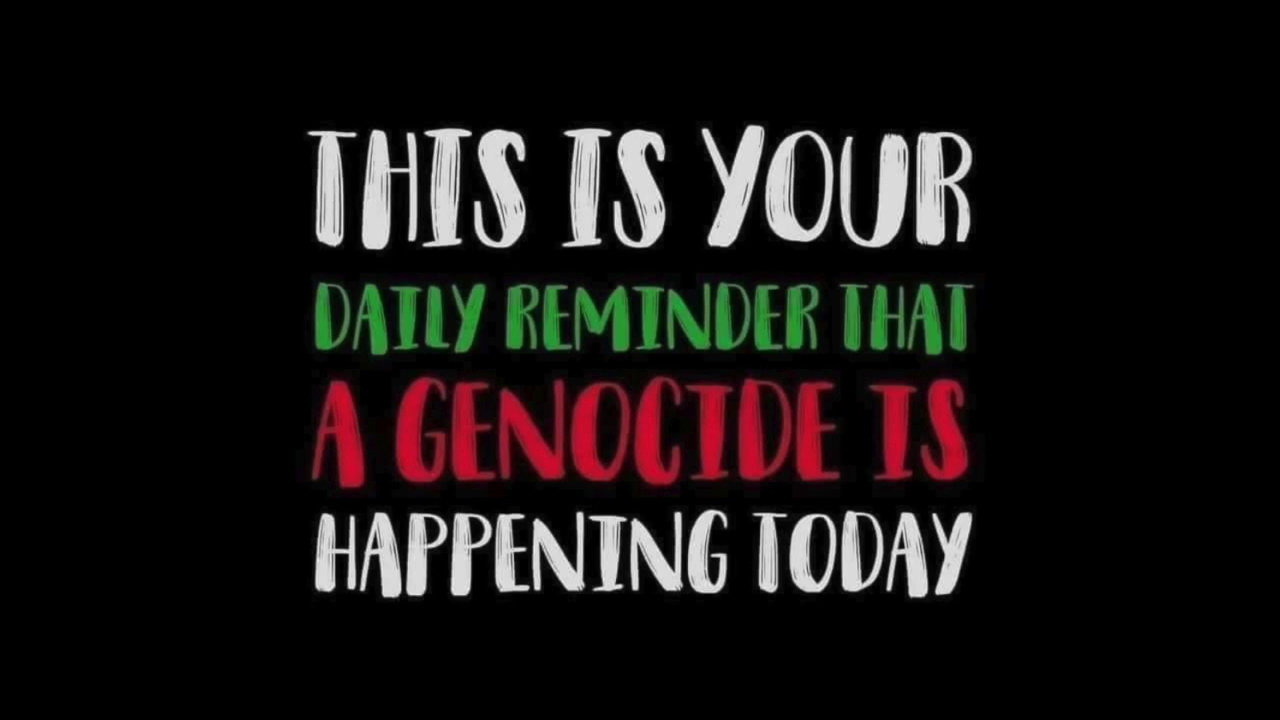 THIS IS YOUR
DAILY REMINDER THAT
A GENOCIDE IS
HAPPENING TODAY